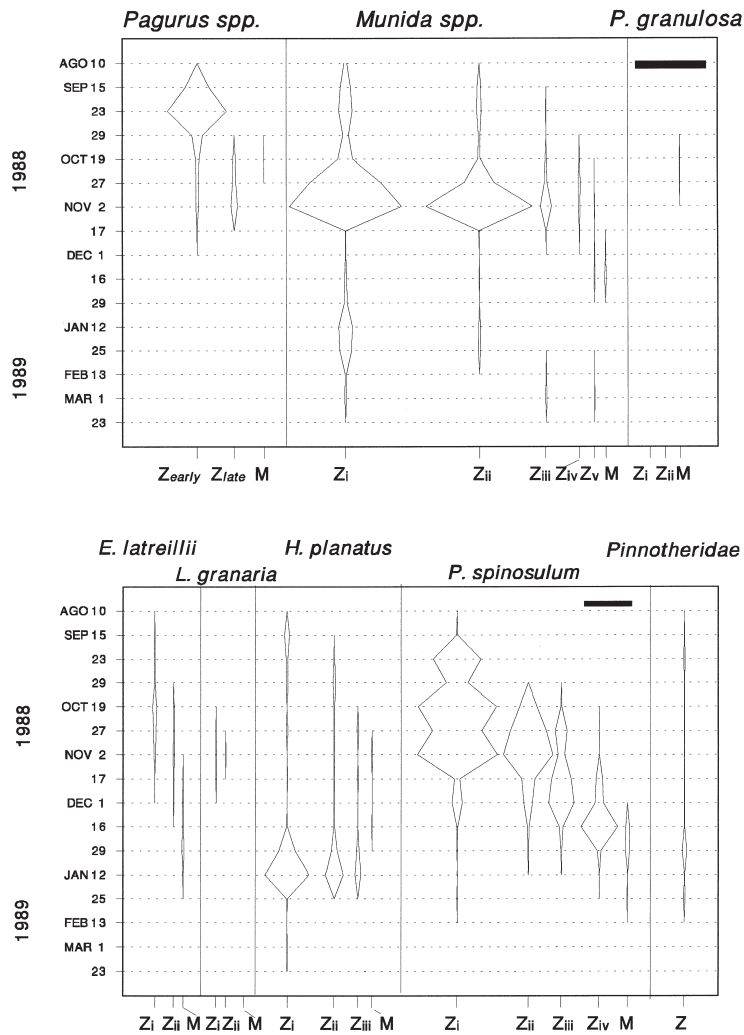 Pagurus spp. Munida spp. P. granulosa
AGO 10
SEP 15
23
29
OCT 19
27
NOV 2
17
DEC 1
16
29
JAN 12
25
FEB 13
MAR 1
23
1988
1989
Zearly Zlate M Zi Zii Ziii Ziv Zv M Zi Zii M
E. latreillii H. planatus Pinnotheridae
L. granaria P. spinosulum
AGO 10
SEP 15
23
29
OCT 19
27
NOV 2
17
DEC 1
16
29
JAN 12
25
FEB 13
MAR 1
23
1988
1989
Zi Zii M Zi Zii M Zi Zii Ziii M Zi Zii Ziii Ziv M Z